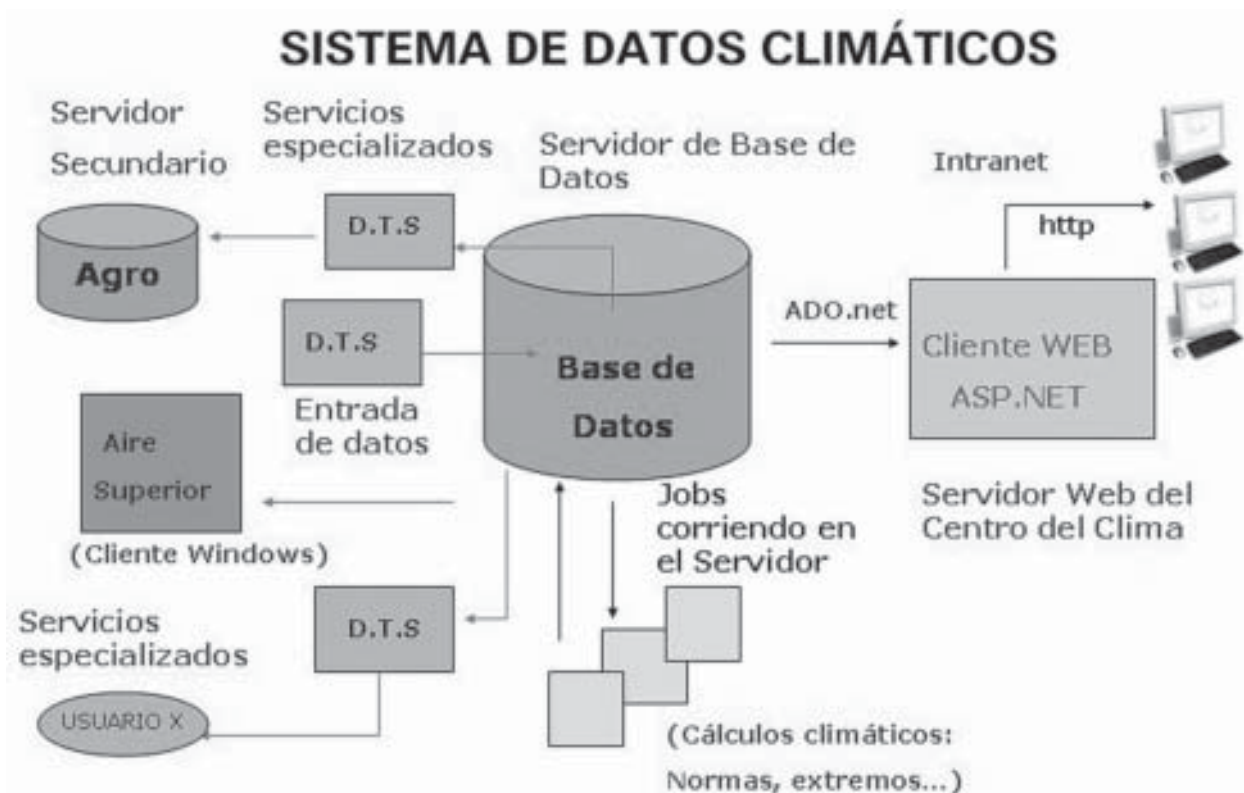 SISTEMA DE DATOS CLIMÁTICOS
Servidor
Secundario
Servicios
especializados
Servidor de Base de
Datos
Intranet
http
D.T.S
Agro
ADO.net
D.T.S
Cliente WEB
ASP.NET
Base de
Datos
Entrada
de datos
Aire
Superior
(Cliente Windows)
Jobs
corriendo en
el Servidor
Servidor Web del
Centro del Clima
Servicios
especializados
D.T.S
USUARIO X
(Cálculos climáticos:
Normas, extremos...)